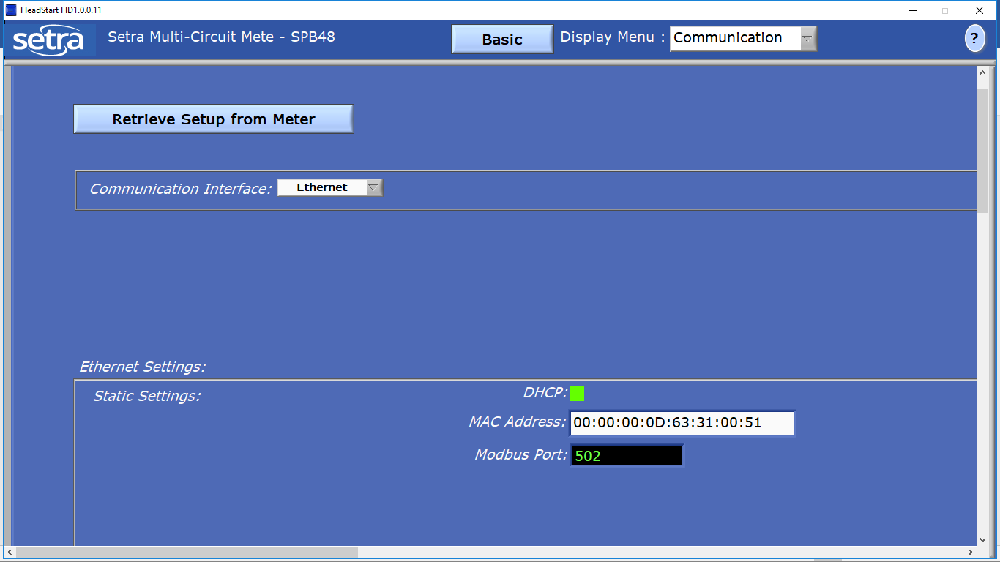 HeadStart HD1.0.0.11
setra Setra Multi-Circuit Mete - SPB48 Basic Display Menu : Communication ?
Retrieve Setup from Meter
Communication Interface: Ethernet
Ethernet Settings:
Static Settings: DHCP:
MAC Address: 00:00:00:0D:63:31:00:51
Modbus Port: 502